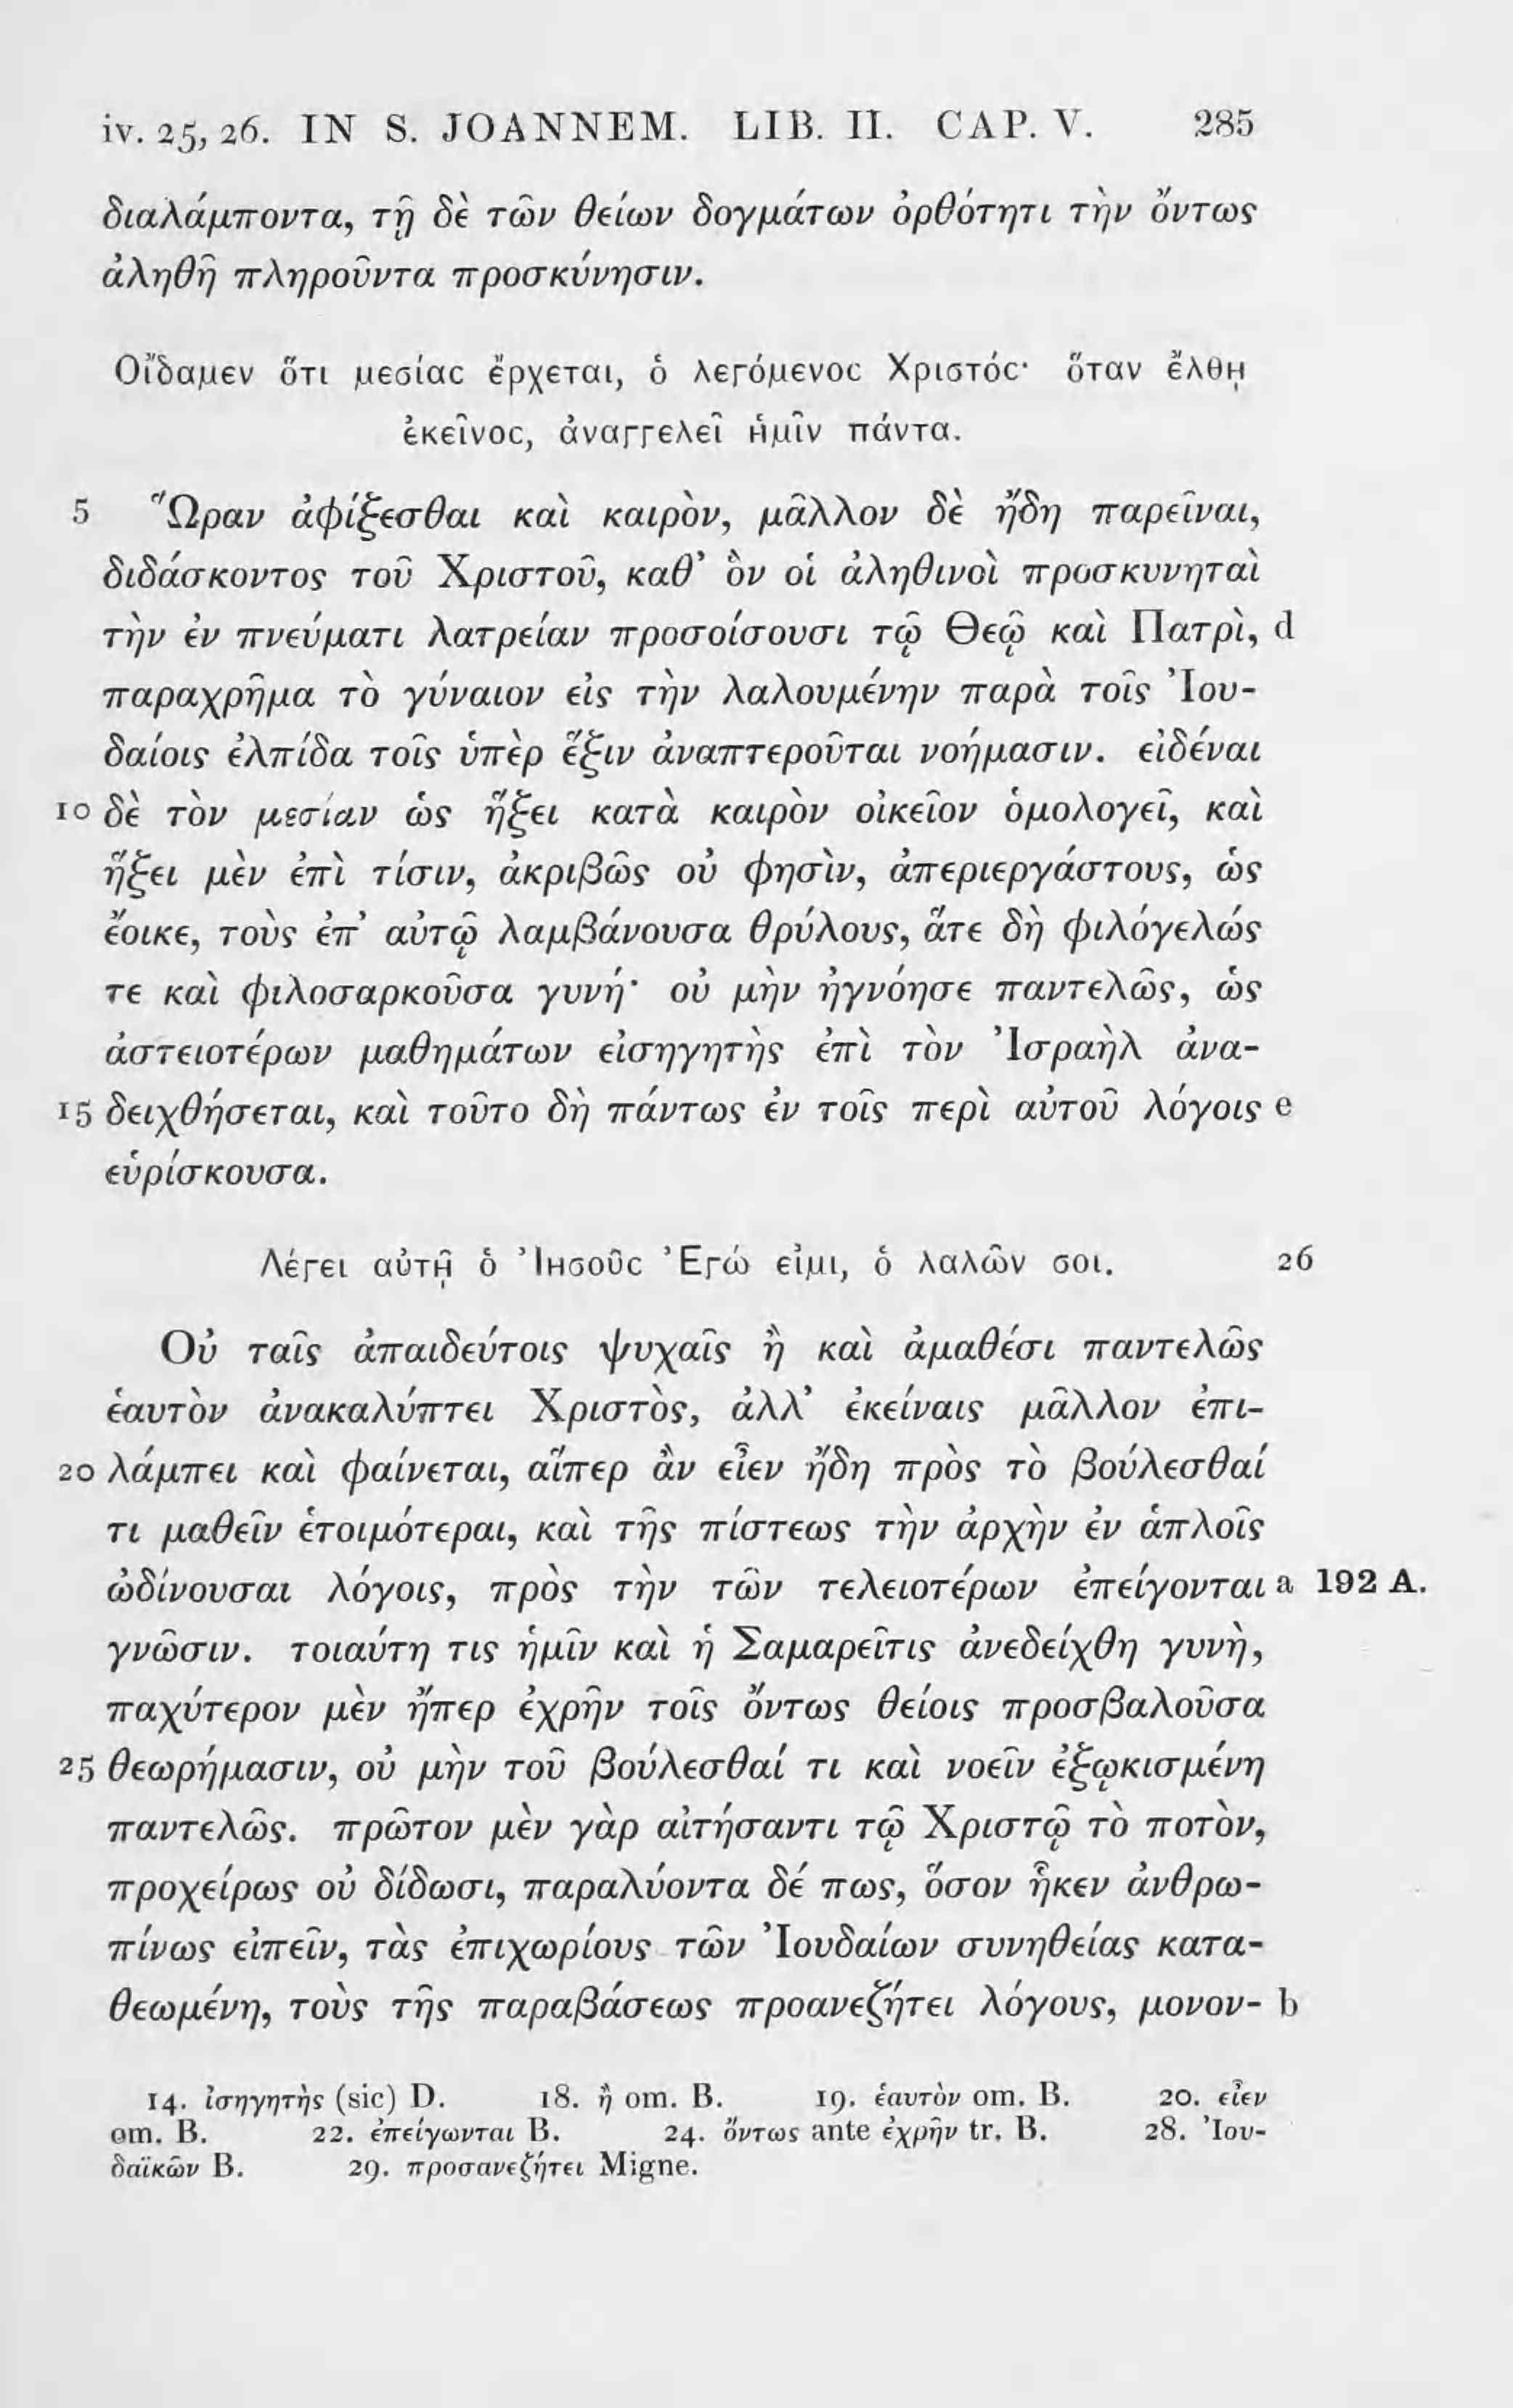 iv. 25, 26. IN S. JOANNEM. LIB. II. CAP. V. 285
διαλάμποντα, τῇ δὲ τῶν θείων δογμάτων ὀρθότητι τὴν ὄντως
ἀληθῆ πληροῦντα προσκύνησιν.
Οἴδαμεν ὅτι μεσίας ἔρχεται, ὁ λεγόμενος Χριστός· ὅταν ἔλθῃ
ἐκεῖνος, ἀναγγελεῖ ἡμῖν πάντα.
5 Ὥραν ἀφίξεσθαι καὶ καιρὸν, μᾶλλον δὲ ἤδη παρεῖναι,
διδάσκοντος τοῦ Χριστοῦ, καθ’ ὃν οἱ ἀληθινοὶ προσκυνηταὶ
τὴν ἐν πνεύματι λατρείαν προσοίσουσι τῷ Θεῷ καὶ Πατρὶ, d
παραχρῆμα τὸ γύναιον εἰς τὴν λαλουμένην παρὰ τοῖς Ἰου-
δαίοις ἐλπίδα τοῖς ὑπὲρ ἕξιν ἀναπτεροῦται νοήμασιν. εἰδέναι
10 δὲ τὸν μεσίαν ὡς ἥξει κατὰ καιρὸν οἰκεῖον ὁμολογεῖ, καὶ
ἥξει μὲν ἐπὶ τίσιν, ἀκριβῶς οὐ φησὶν, ἀπεριεργάστους, ὡς
ἔοικε, τοὺς ἐπ’ αὐτῷ λαμβάνουσα θρύλους, ἅτε δὴ φιλόγελώς
τε καὶ φιλοσαρκοῦσα γυνή· οὐ μὴν ἠγνόησε παντελῶς, ὡς
ἀστειοτέρων μαθημάτων εἰσηγητὴς ἐπὶ τὸν Ἰσραὴλ ἀνα-
15 δειχθήσεται, καὶ τοῦτο δὴ πάντως ἐν τοῖς περὶ αὐτοῦ λόγοις e
εὑρίσκουσα.
Λέγει αὐτῇ ὁ Ἰησοῦς Ἐγώ εἰμι, ὁ λαλῶν σοι. 26
Οὐ ταῖς ἀπαιδεύτοις ψυχαῖς ἢ καὶ ἀμαθέσι παντελῶς
ἑαυτὸν ἀνακαλύπτει Χριστὸς, ἀλλ’ ἐκείναις μᾶλλον ἐπι-
20 λάμπει καὶ φαίνεται, αἵπερ ἂν εἶεν ἤδη πρὸς τὸ βούλεσθαί
τι μαθεῖν ἑτοιμότεραι, καὶ τῆς πίστεως τὴν ἀρχὴν ἐν ἁπλοῖς
ὠδίνουσαι λόγοις, πρὸς τὴν τῶν τελειοτέρων ἐπείγονται a 192 A.
γνῶσιν. τοιαύτη τις ἡμῖν καὶ ἡ Σαμαρεῖτις ἀνεδείχθη γυνὴ,
παχύτερον μὲν ἤπερ ἐχρῆν τοῖς ὄντως θείοις προσβαλοῦσα
25 θεωρήμασιν, οὐ μὴν τοῦ βούλεσθαί τι καὶ νοεῖν ἐξῳκισμένη
παντελῶς. πρῶτον μὲν γὰρ αἰτήσαντι τῷ Χριστῷ τὸ ποτὸν,
προχείρως οὐ δίδωσι, παραλύοντα δέ πως, ὅσον ἧκεν ἀνθρω-
πίνως εἰπεῖν, τὰς ἐπιχωρίους τῶν Ἰουδαίων συνηθείας κατα-
θεωμένη, τοὺς τῆς παραβάσεως προανεζήτει λόγους, μονον- b
14. ἰσηγητὴς (sic) D. 18. ἢ om. B. 19. ἑαυτὸν om. B. 20. εἶεν
om. B. 22. ἐπείγωνται B. 24. ὄντως ante ἐχρῆν tr. B. 28. Ἰου-
δαϊκῶν B. 29. προσανεζήτει Migne.